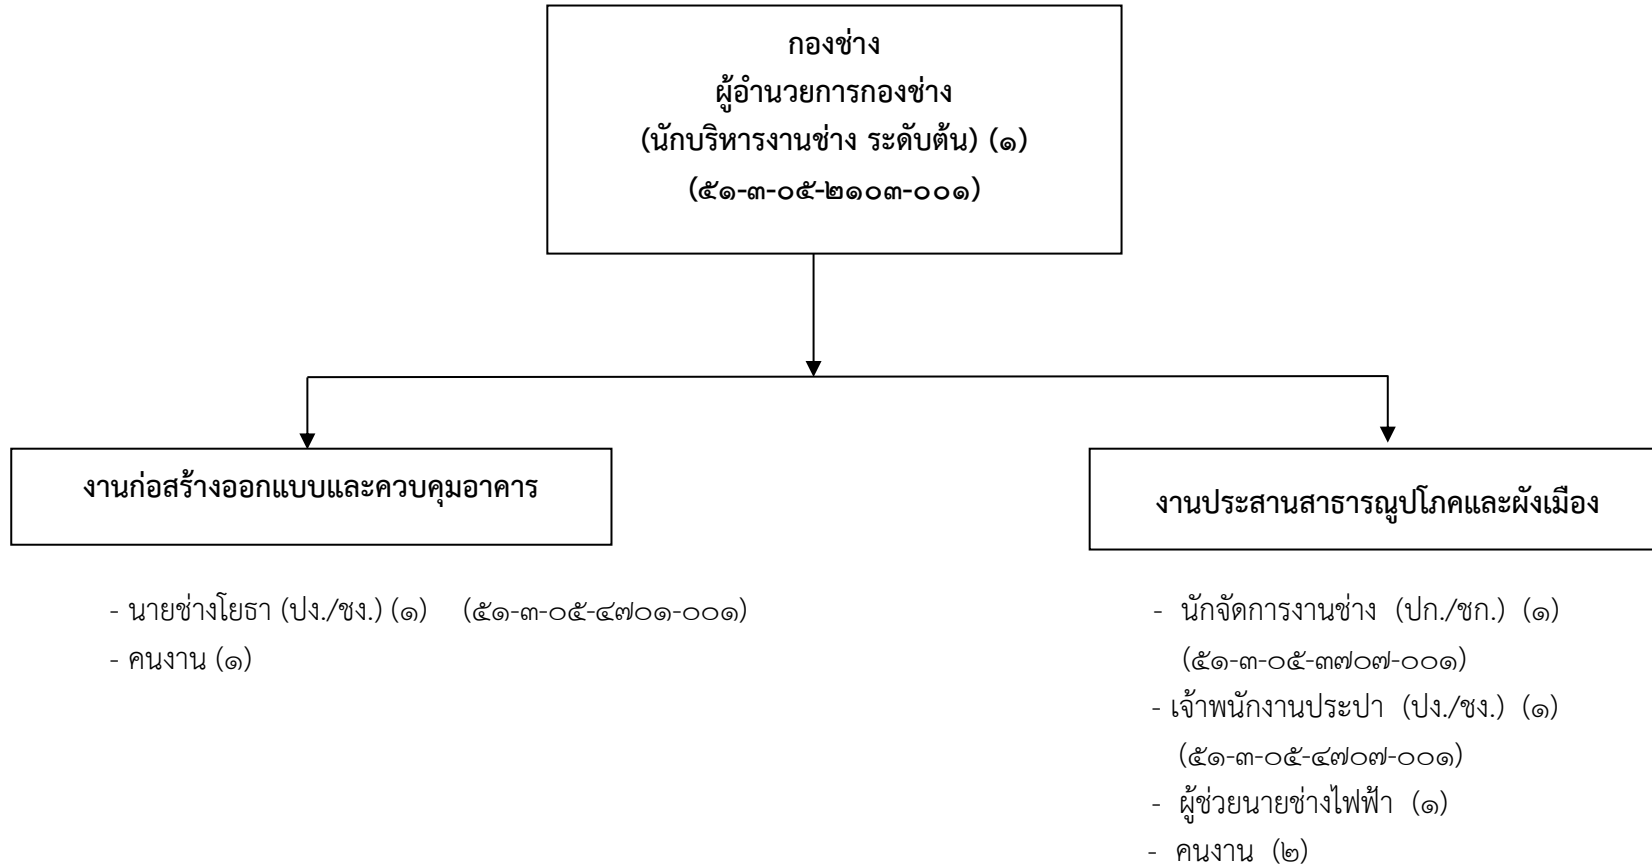 กองช่าง
ผู้อำนวยการกองช่าง
(นักบริหารงานช่าง ระดับต้น) (๑)
(๕๑-๓-๐๕-๒๑๐๓-๐๐๑)
งานก่อสร้างออกแบบและควบคุมอาคาร
- นายช่างโยธา (ปง./ชง.) (๑) (๕๑-๓-๐๕-๔๗๐๑-๐๐๑)
- คนงาน (๑)
งานประสานสาธารณูปโภคและผังเมือง
- นักจัดการงานช่าง (ปก./ชก.) (๑)
(๕๑-๓-๐๕-๓๗๐๗-๐๐๑)
- เจ้าพนักงานประปา (ปง./ชง.) (๑)
(๕๑-๓-๐๕-๔๗๐๗-๐๐๑)
- ผู้ช่วยนายช่างไฟฟ้า (๑)
- คนงาน (๒)